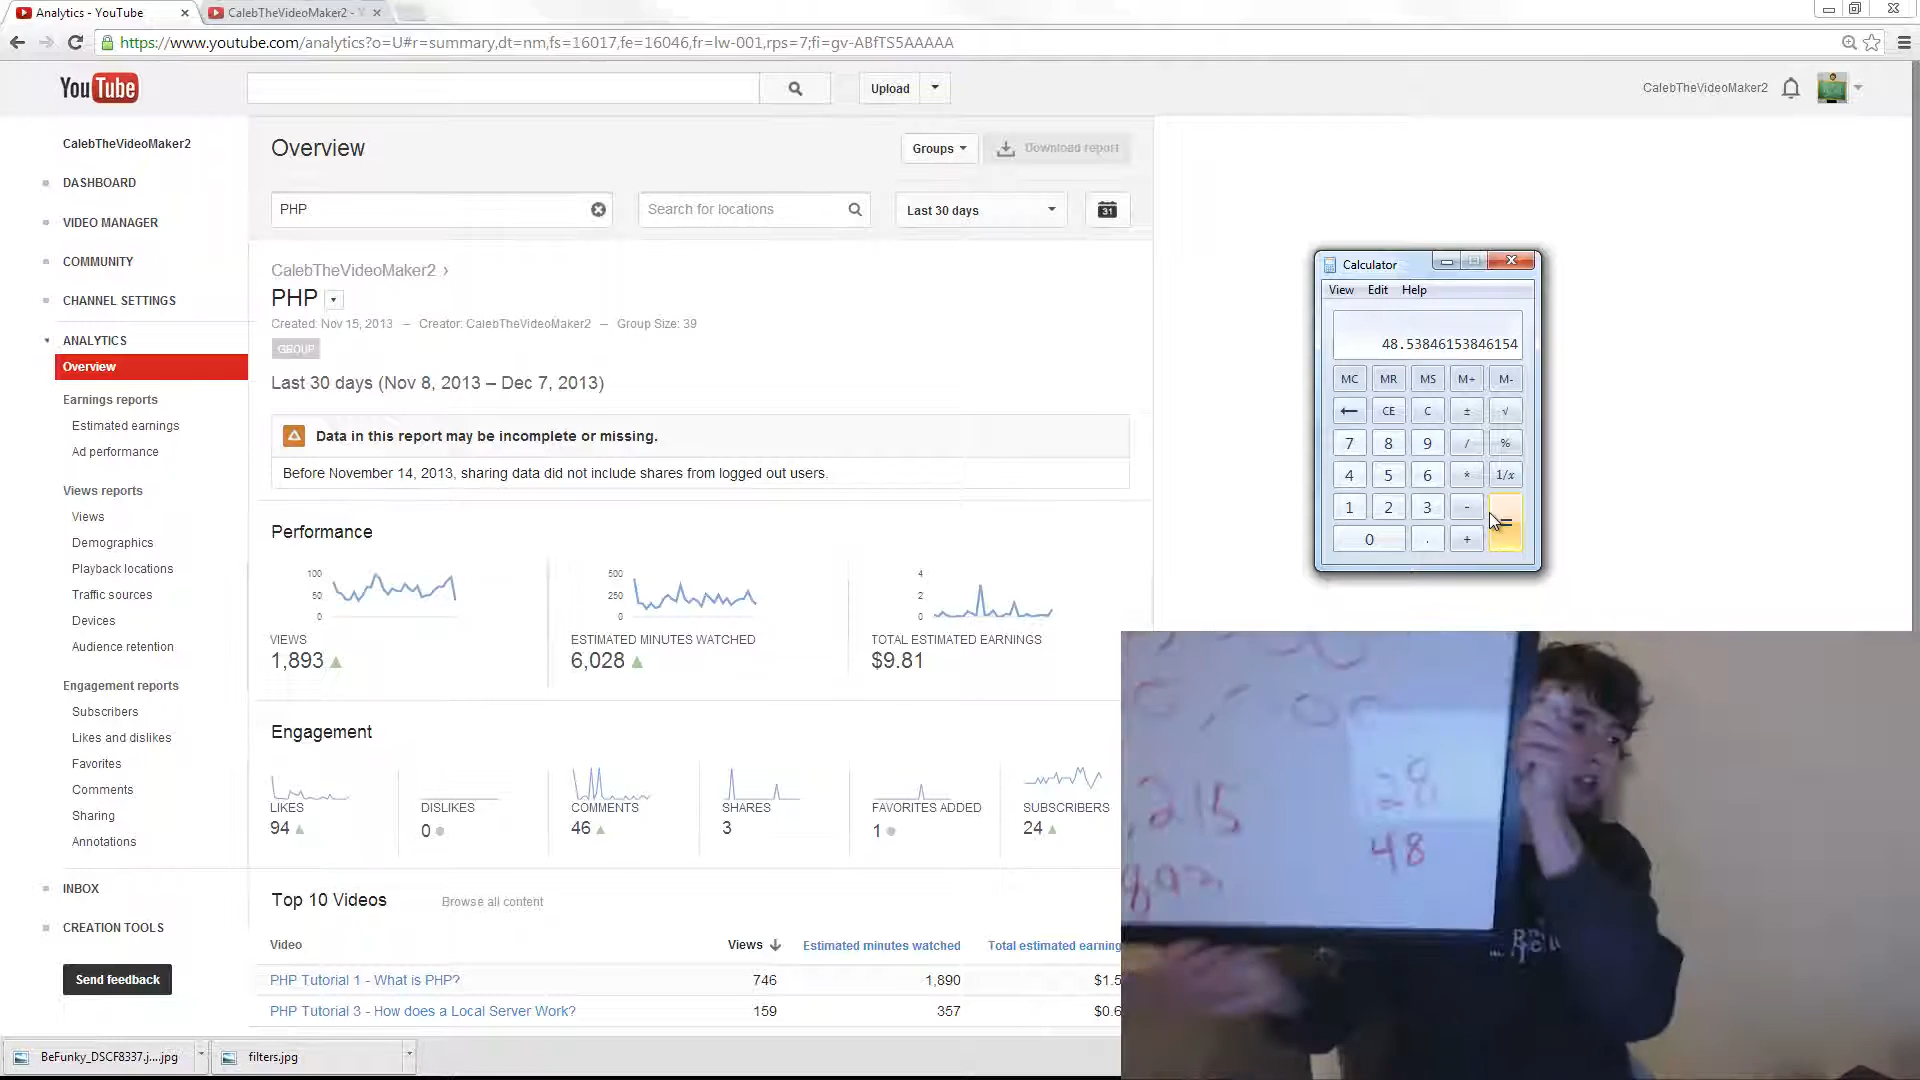 Analytics - YouTube
CalebTheVideoMaker2 -
https://www.youtube.com/analytics?o=U#r=summary,dt=nm,fs=16017,fe=16046,fr=lw-001,rps=7;fi=gv-ABfTS5AAAAA
YouTube
Upload
CalebTheVideoMaker2
CalebTheVideoMaker2
DASHBOARD
VIDEO MANAGER
COMMUNITY
CHANNEL SETTINGS
ANALYTICS
Overview
Earnings reports
Estimated earnings
Ad performance
Views reports
Views
Demographics
Playback locations
Traffic sources
Devices
Audience retention
Engagement reports
Subscribers
Likes and dislikes
Favorites
Comments
Sharing
Annotations
INBOX
CREATION TOOLS
Send feedback
Overview
Groups
Download report
PHP
Search for locations
Last 30 days
31
CalebTheVideoMaker2 ›
PHP
Created: Nov 15, 2013 – Creator: CalebTheVideoMaker2 – Group Size: 39
GROUP
Last 30 days (Nov 8, 2013 – Dec 7, 2013)
Data in this report may be incomplete or missing.
Before November 14, 2013, sharing data did not include shares from logged out users.
Performance
100
50
0
VIEWS
1,893
500
250
0
ESTIMATED MINUTES WATCHED
6,028
4
2
0
TOTAL ESTIMATED EARNINGS
$9.81
Engagement
LIKES
94
DISLIKES
0
COMMENTS
46
SHARES
3
FAVORITES ADDED
1
SUBSCRIBERS
24
Top 10 Videos Browse all content
Video Views Estimated minutes watched Total estimated earning
PHP Tutorial 1 - What is PHP? 746 1,890 $1.5
PHP Tutorial 3 - How does a Local Server Work? 159 357 $0.6
Calculator
View Edit Help
48.53846153846154
MC MR MS M+ M-
← CE C ± √
7 8 9 / %
4 5 6 * 1/x
1 2 3 - =
0 . +
28
2.15
48
BeFunky_DSCF8337.j....jpg
filters.jpg